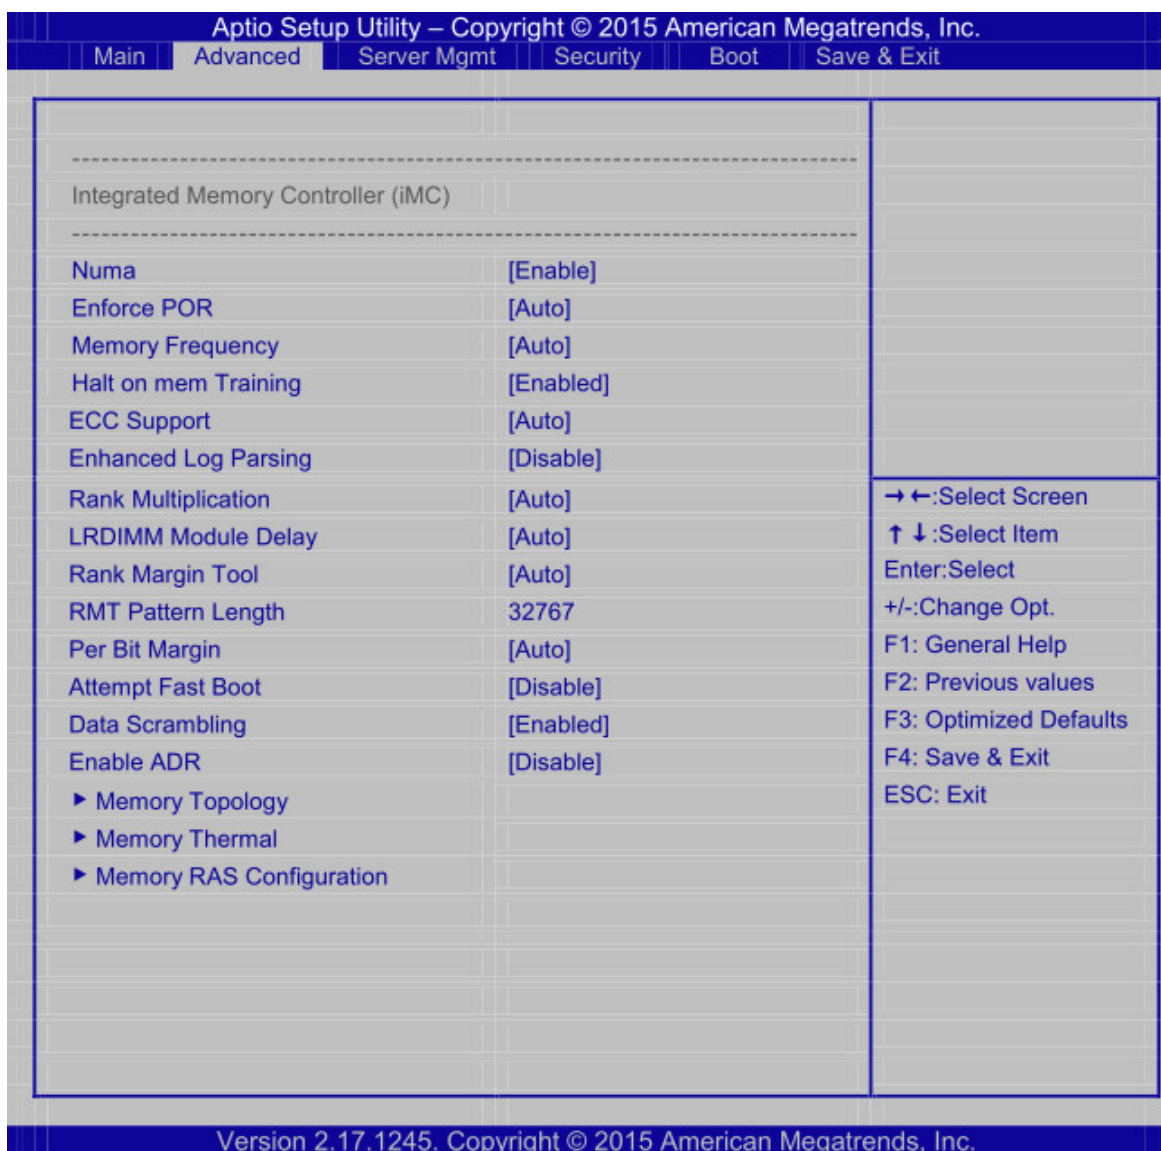 Aptio Setup Utility – Copyright © 2015 American Megatrends, Inc.
Main Advanced Server Mgmt Security Boot Save & Exit
--------------------------------------------------------------------------------
Integrated Memory Controller (iMC)
--------------------------------------------------------------------------------
Numa [Enable]
Enforce POR [Auto]
Memory Frequency [Auto]
Halt on mem Training [Enabled]
ECC Support [Auto]
Enhanced Log Parsing [Disable]
Rank Multiplication [Auto]
LRDIMM Module Delay [Auto]
Rank Margin Tool [Auto]
RMT Pattern Length 32767
Per Bit Margin [Auto]
Attempt Fast Boot [Disable]
Data Scrambling [Enabled]
Enable ADR [Disable]
► Memory Topology
► Memory Thermal
► Memory RAS Configuration
→←:Select Screen
↑↓:Select Item
Enter:Select
+/-:Change Opt.
F1: General Help
F2: Previous values
F3: Optimized Defaults
F4: Save & Exit
ESC: Exit
Version 2.17.1245. Copyright © 2015 American Megatrends, Inc.